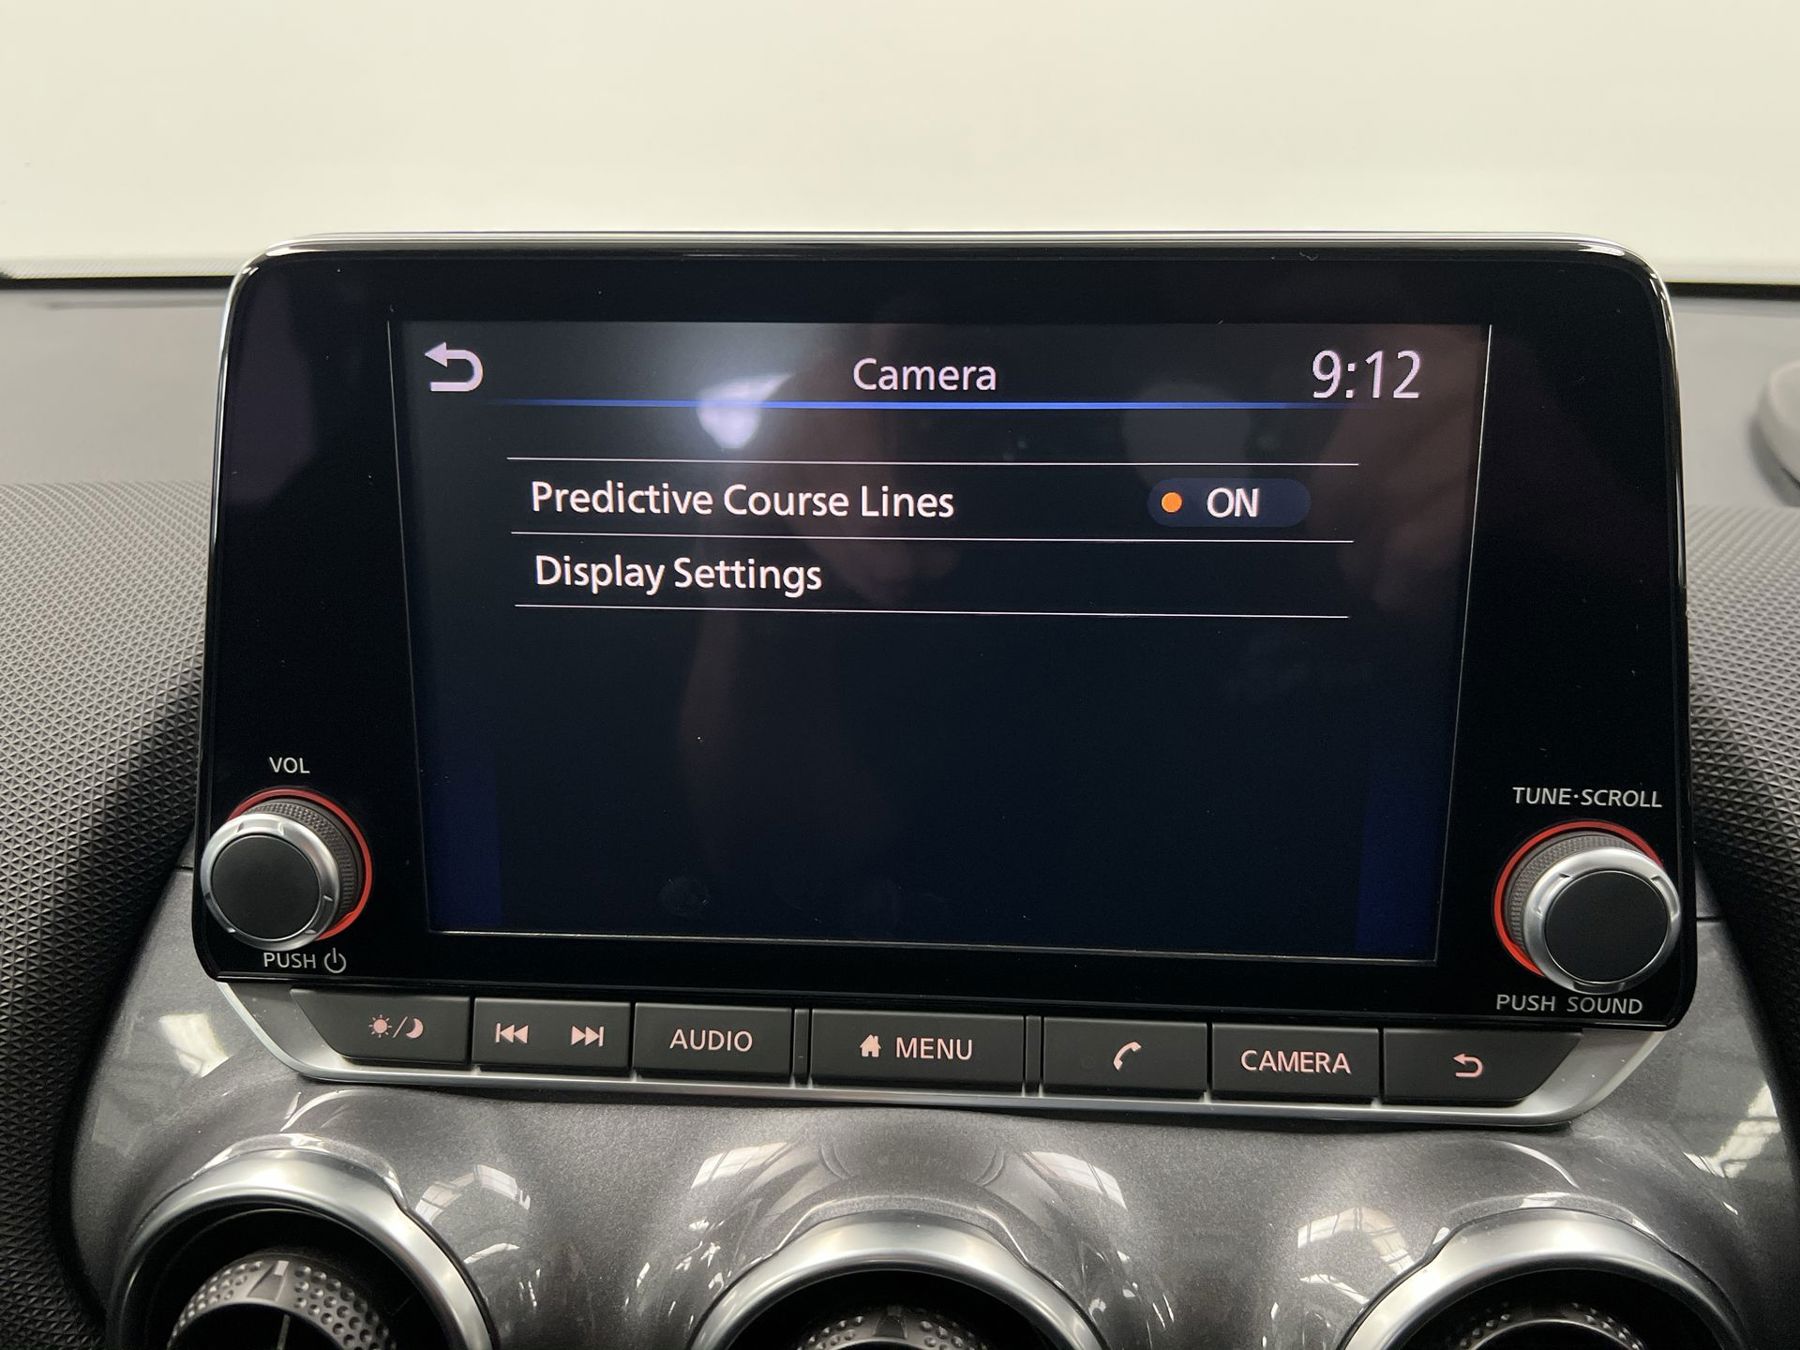 Camera
9:12
Predictive Course Lines
ON
Display Settings
VOL
TUNE·SCROLL
PUSH
PUSH SOUND
AUDIO
MENU
CAMERA